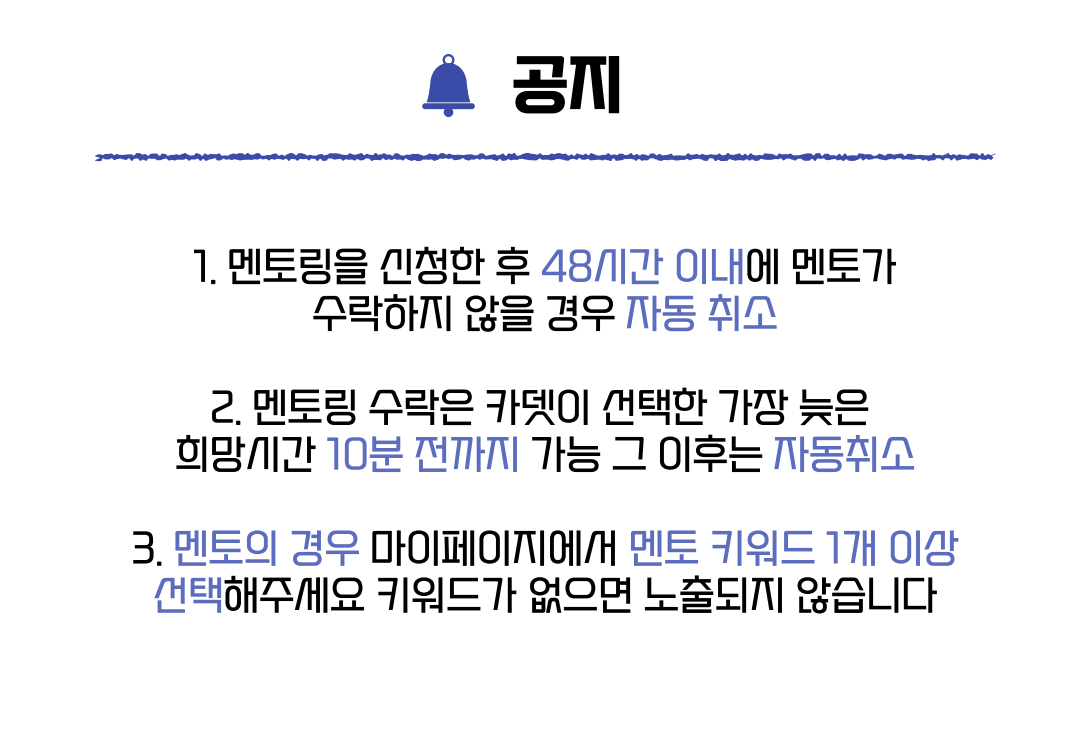 공지
1. 멘토링을 신청한 후 48시간 이내에 멘토가
수락하지 않을 경우 자동 취소
2. 멘토링 수락은 카뎃이 선택한 가장 늦은
희망시간 10분 전까지 가능 그 이후는 자동취소
3. 멘토의 경우 마이페이지에서 멘토 키워드 1개 이상
선택해주세요 키워드가 없으면 노출되지 않습니다